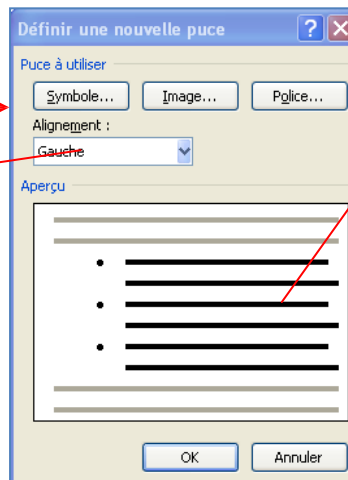 Définir une nouvelle puce
Puce à utiliser
Symbole... Image... Police...
Alignement :
Gauche
Aperçu
OK Annuler